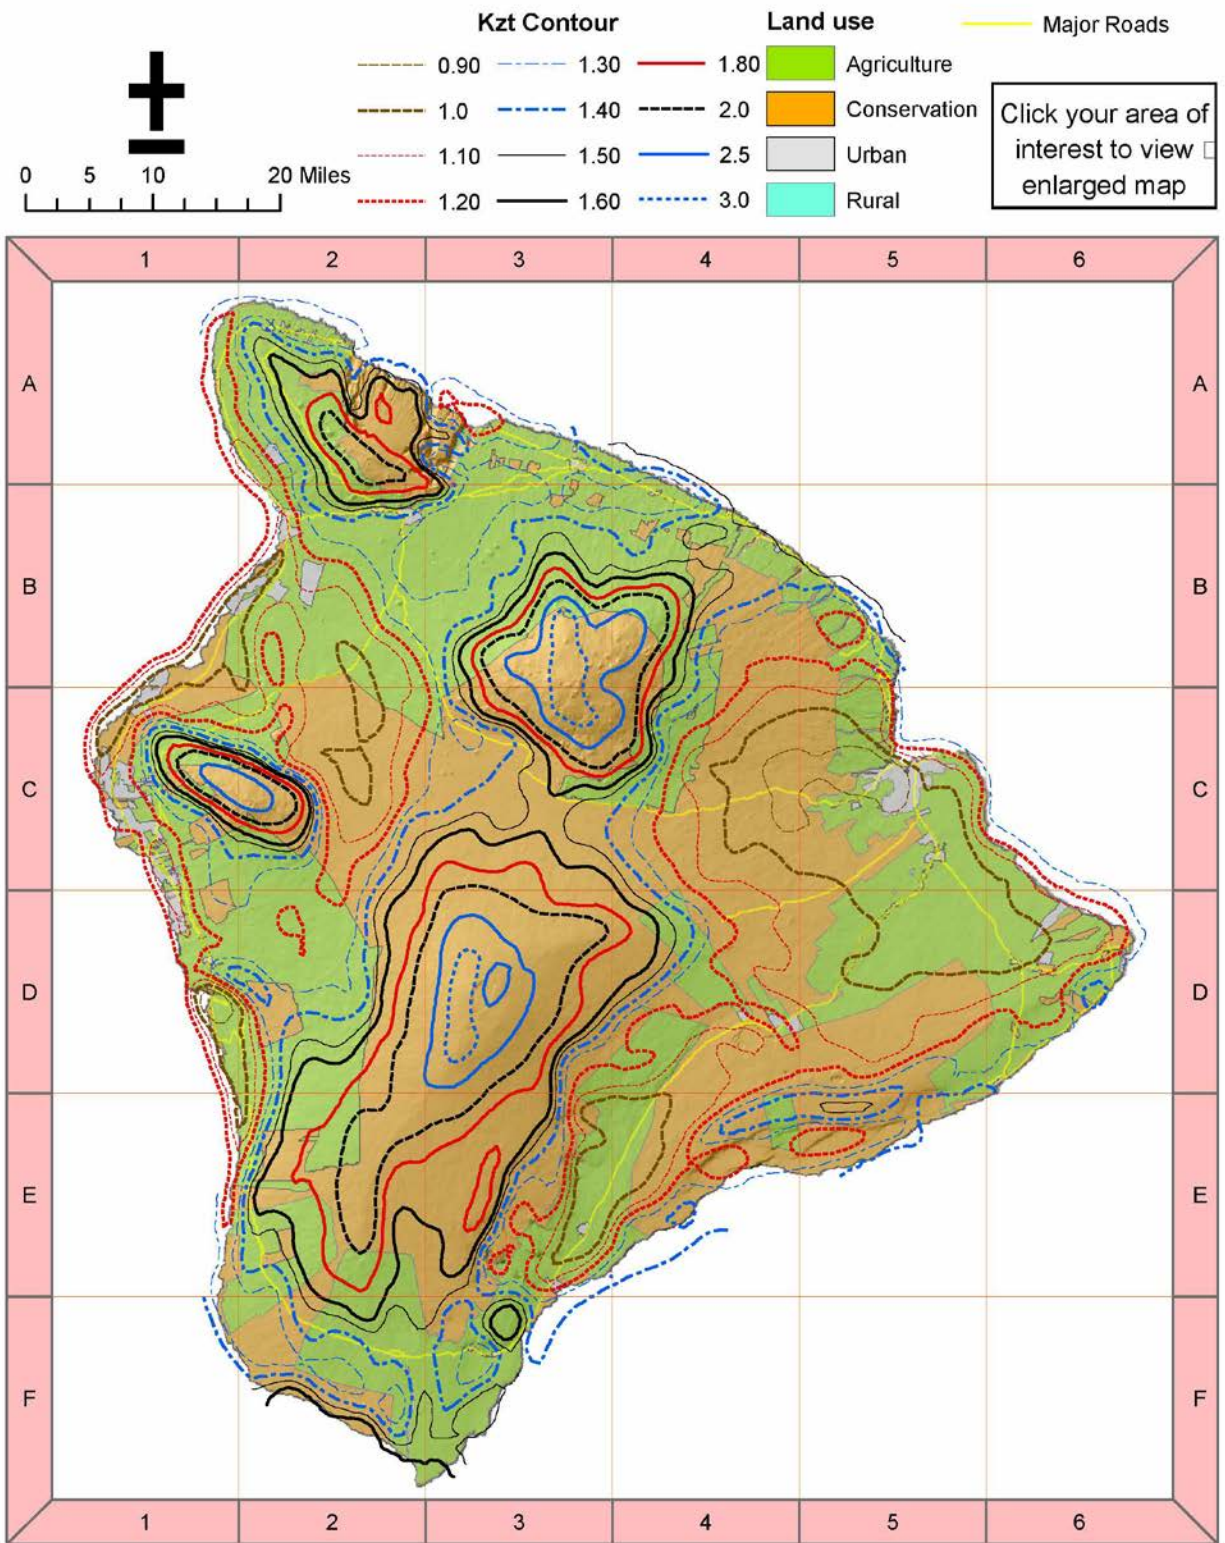 Kzt Contour
Land use
Major Roads
0.90 1.30 1.80 Agriculture
1.0 1.40 2.0 Conservation
1.10 1.50 2.5 Urban
1.20 1.60 3.0 Rural
Click your area of
interest to view
enlarged map
0 5 10 20 Miles
1 2 3 4 5 6
A A
B B
C C
D D
E E
F F
1 2 3 4 5 6